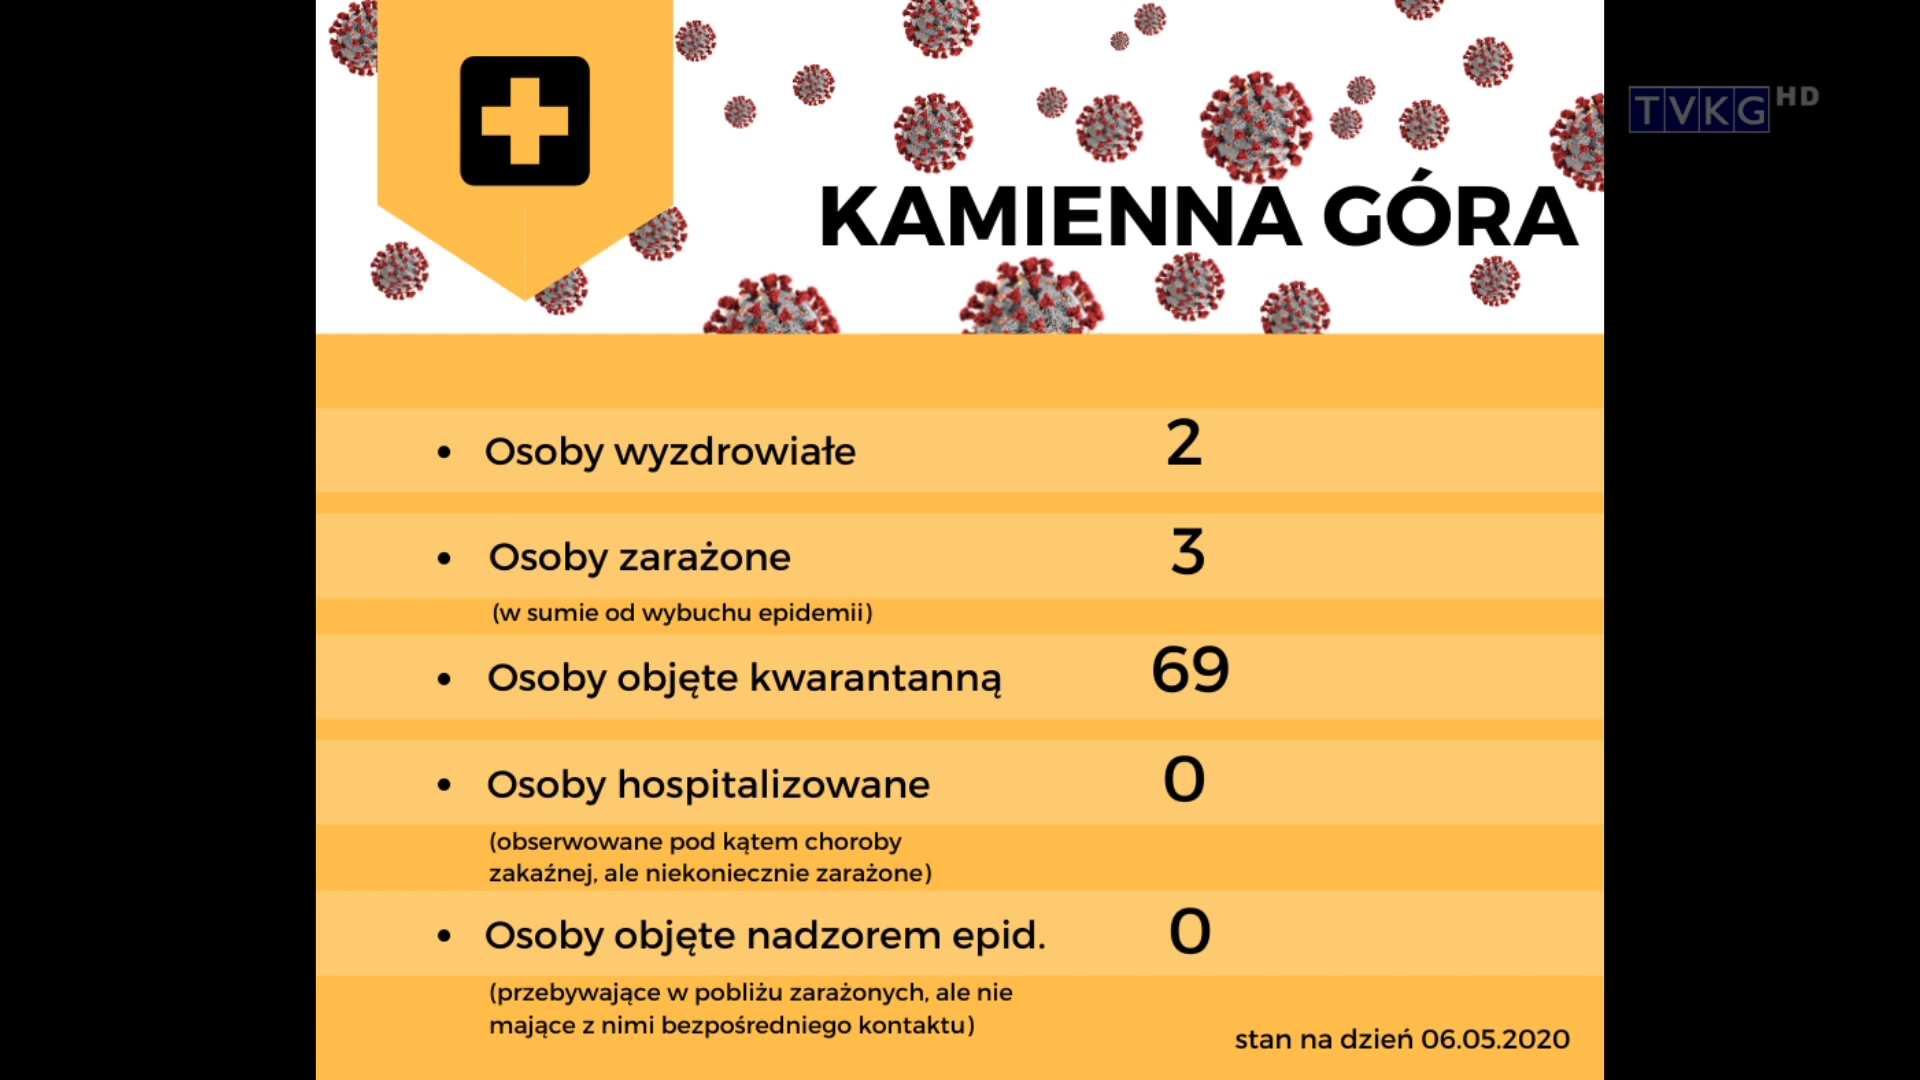 TVKG HD
KAMIENNA GÓRA
• Osoby wyzdrowiałe 2
• Osoby zarażone 3
(w sumie od wybuchu epidemii)
• Osoby objęte kwarantanną 69
• Osoby hospitalizowane 0
(obserwowane pod kątem choroby
zakaźnej, ale niekoniecznie zarażone)
• Osoby objęte nadzorem epid. 0
(przebywające w pobliżu zarażonych, ale nie
mające z nimi bezpośredniego kontaktu)
stan na dzień 06.05.2020